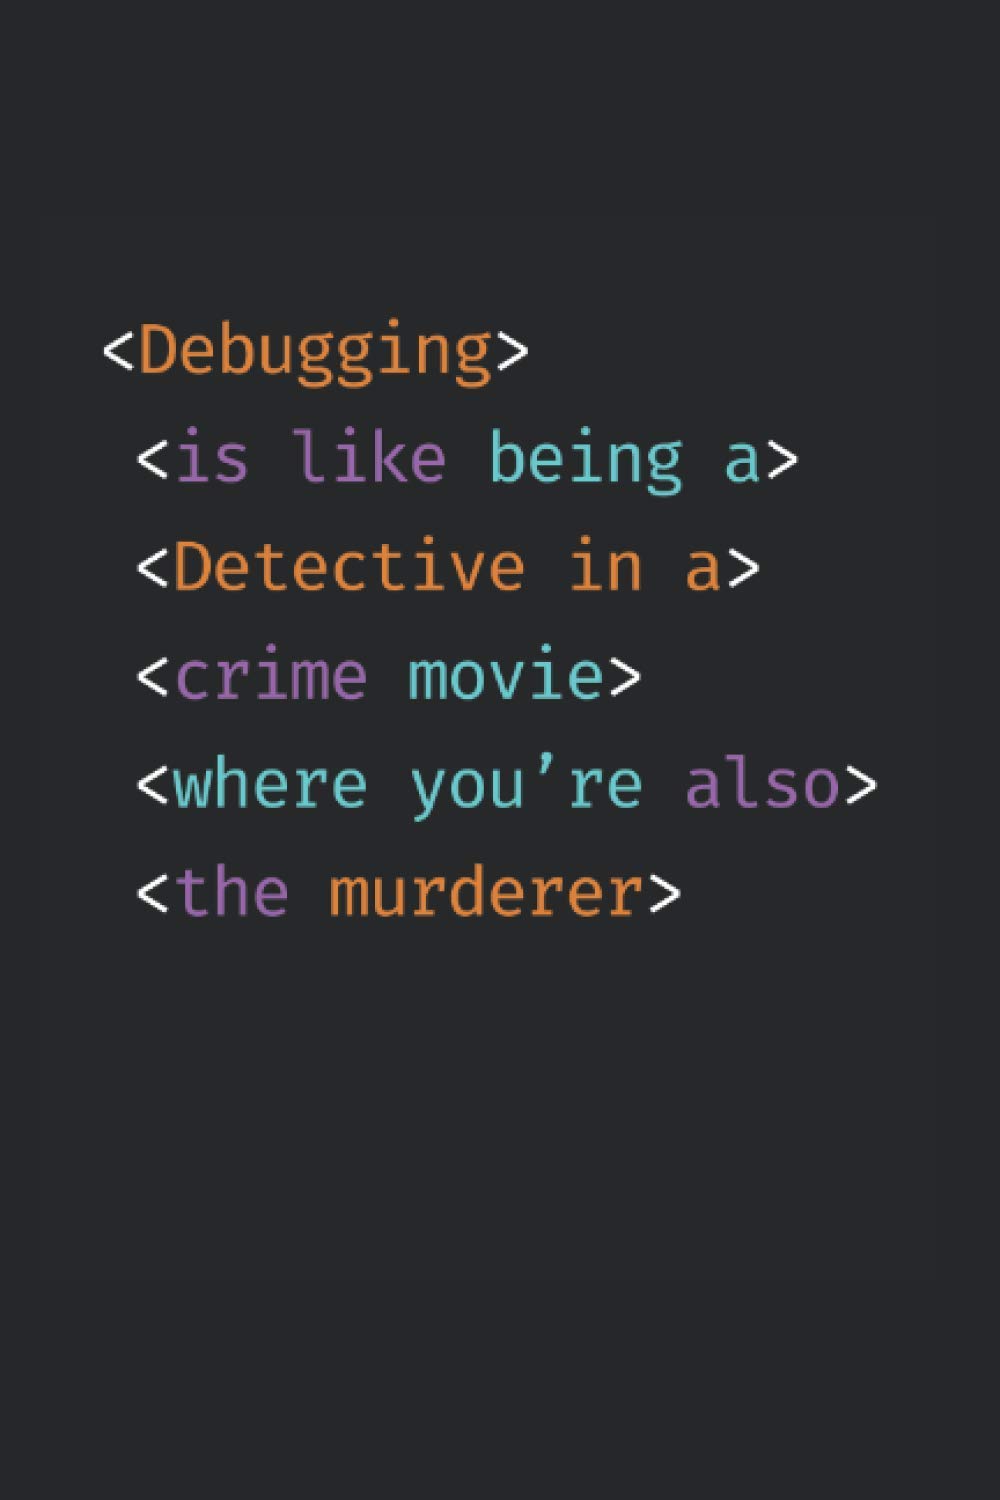 <Debugging>
<is like being a>
<Detective in a>
<crime movie>
<where you’re also>
<the murderer>